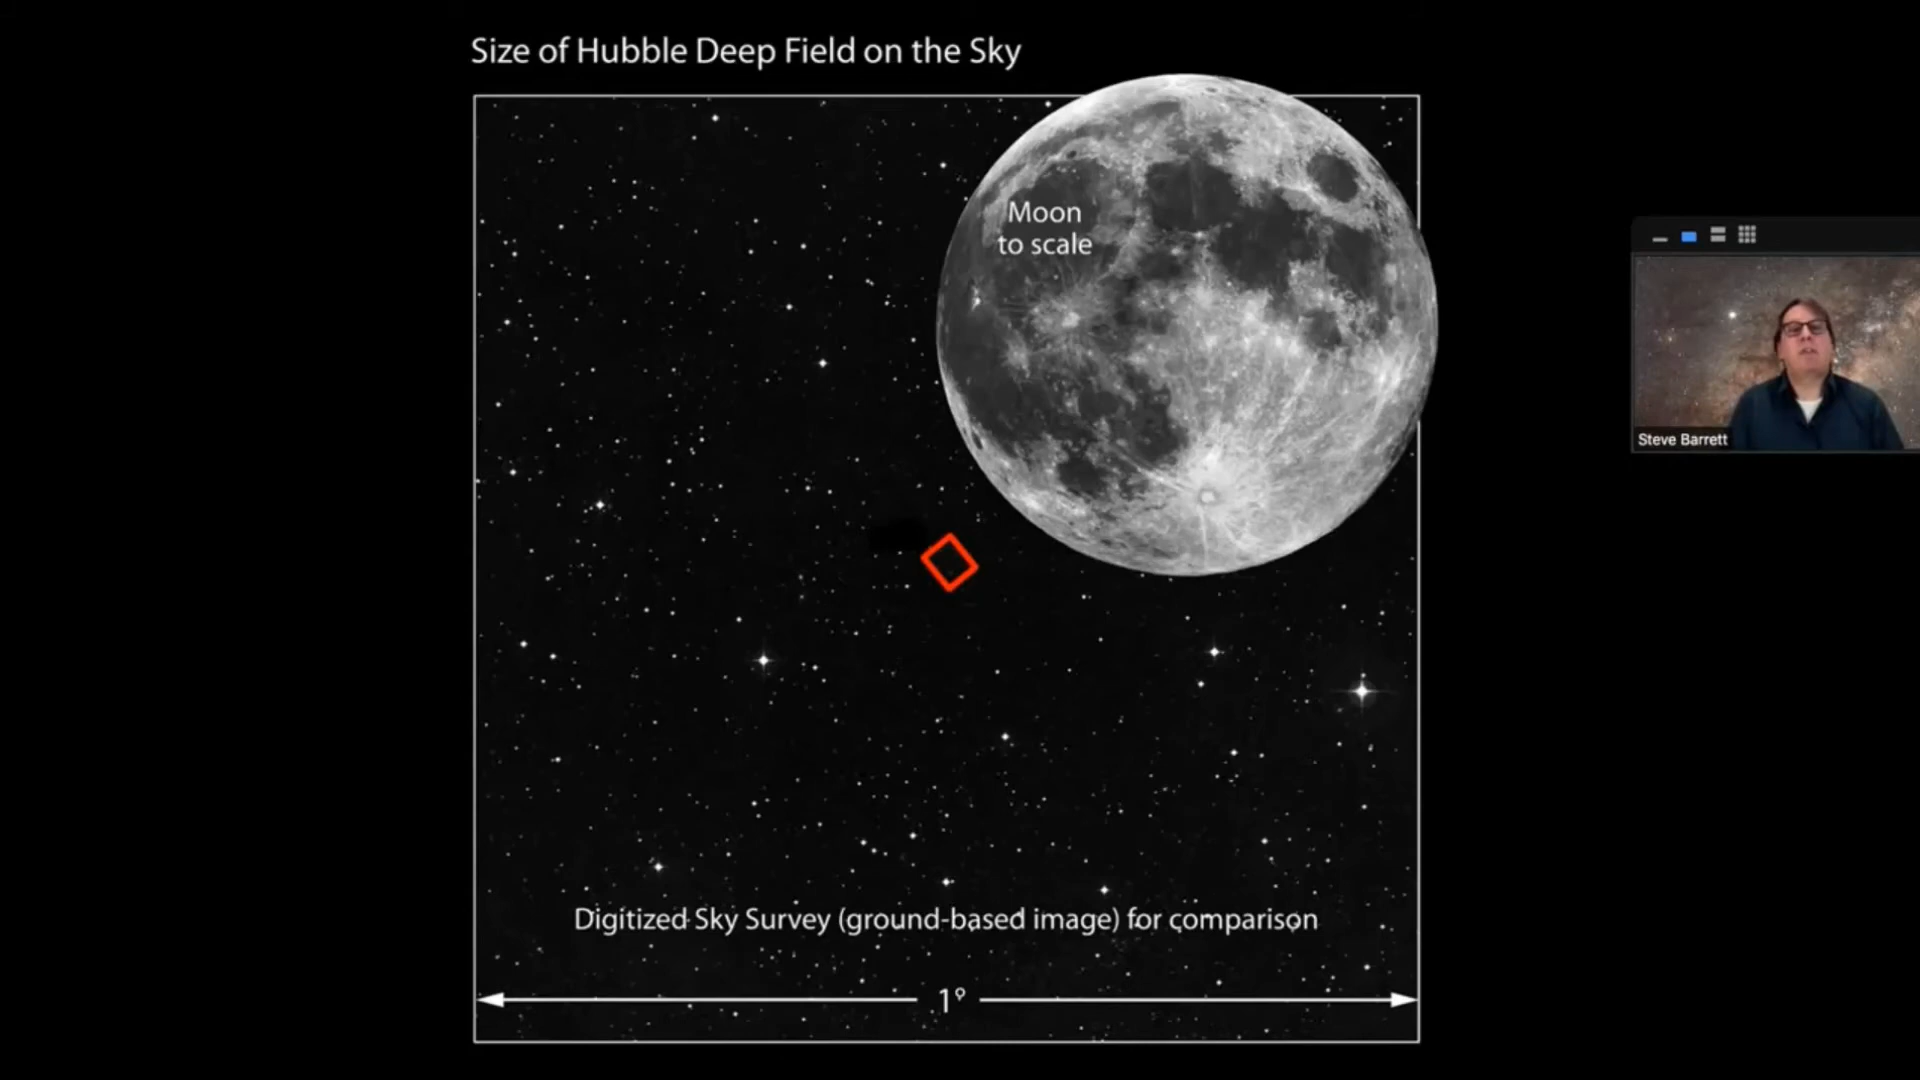 Size of Hubble Deep Field on the Sky
Moon
to scale
Steve Barrett
Digitized Sky Survey (ground-based image) for comparison
1°